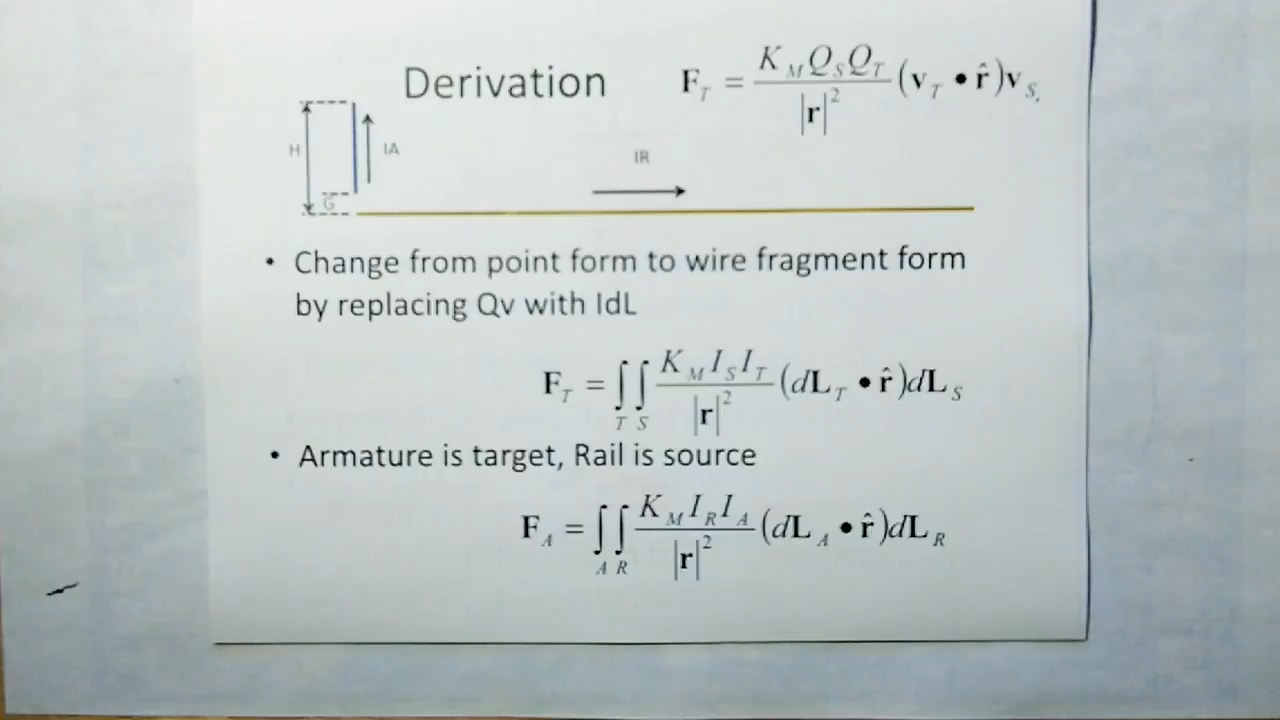 Derivation
F_T = K_M Q_S Q_T / |r|² (v_T • r̂)v_S.
H
IA
IR
G
• Change from point form to wire fragment form
by replacing Qv with IdL
F_T = ∫_T ∫_S K_M I_S I_T / |r|² (dL_T • r̂)dL_S
• Armature is target, Rail is source
F_A = ∫_A ∫_R K_M I_R I_A / |r|² (dL_A • r̂)dL_R